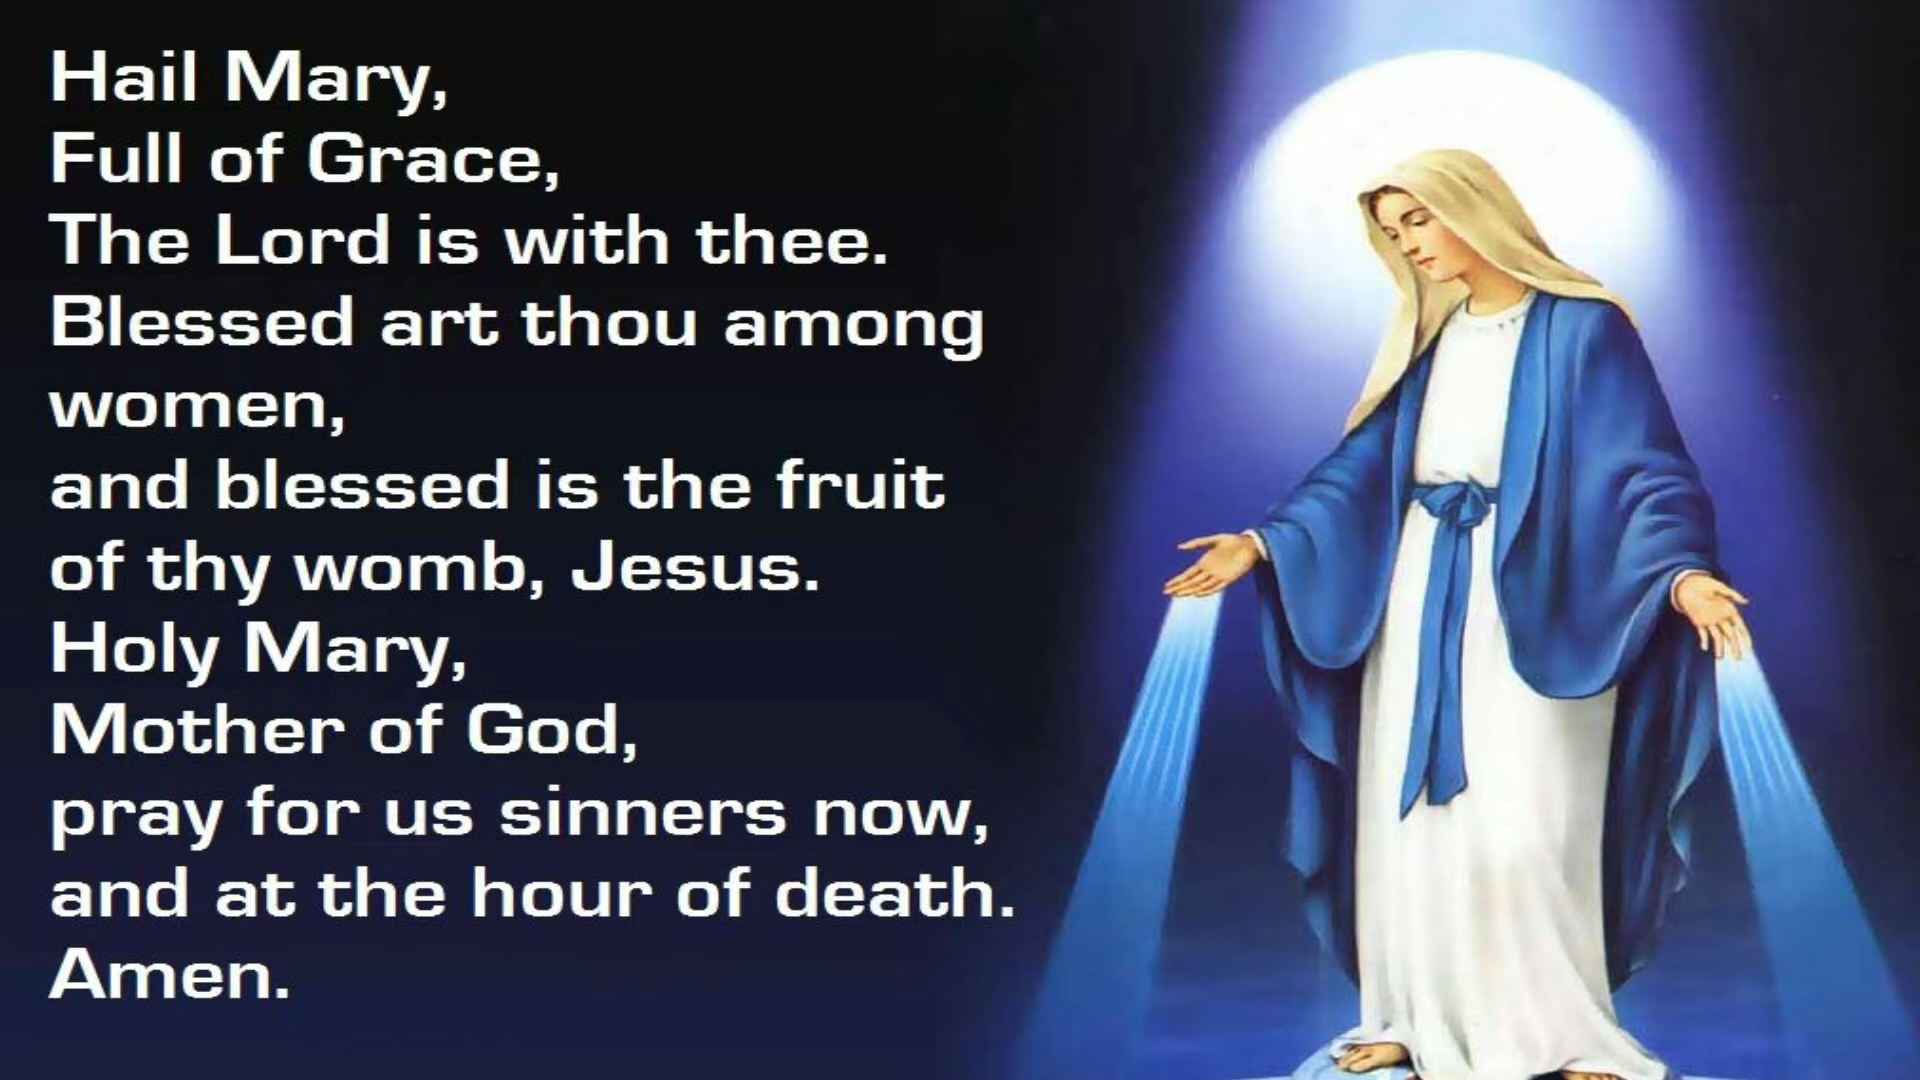 Hail Mary,
Full of Grace,
The Lord is with thee.
Blessed art thou among
women,
and blessed is the fruit
of thy womb, Jesus.
Holy Mary,
Mother of God,
pray for us sinners now,
and at the hour of death.
Amen.